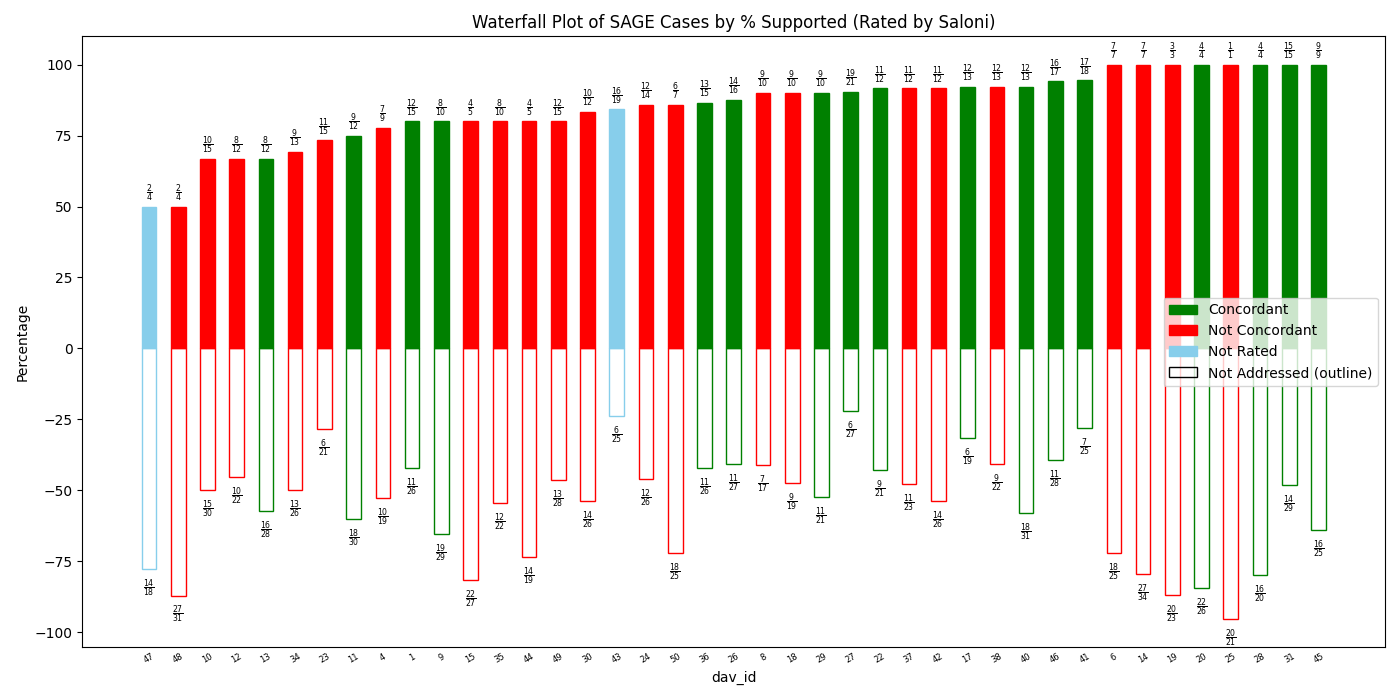 Waterfall Plot of SAGE Cases by % Supported (Rated by Saloni)
Percentage
100
75
50
25
0
−25
−50
−75
−100
2/4 2/4 10/15 8/12 8/12 9/13 11/15 9/12 7/9 12/15 8/10 4/5 8/10 4/5 12/15 10/12 16/19 12/14 6/7 13/15 14/16 9/10 9/10 9/10 19/21 11/12 11/12 11/12 12/13 12/13 12/13 16/17 17/18 7/7 7/7 3/3 4/4 1/1 4/4 15/15 9/9
Concordant
Not Concordant
Not Rated
Not Addressed (outline)
14/18 27/31 15/30 10/22 16/28 13/26 6/21 18/30 10/19 11/26 19/29 22/27 12/22 14/19 13/28 14/26 6/25 12/26 18/25 11/26 11/27 7/17 9/19 11/21 6/27 9/21 11/23 14/26 6/19 9/22 18/31 11/28 7/25 18/25 27/34 20/23 22/26 20/21 16/20 14/29 16/25
47 48 10 12 13 34 23 11 4 1 9 15 35 44 49 30 43 24 50 36 26 8 18 29 27 22 37 42 17 38 40 46 41 6 14 19 20 25 28 31 45
dav_id